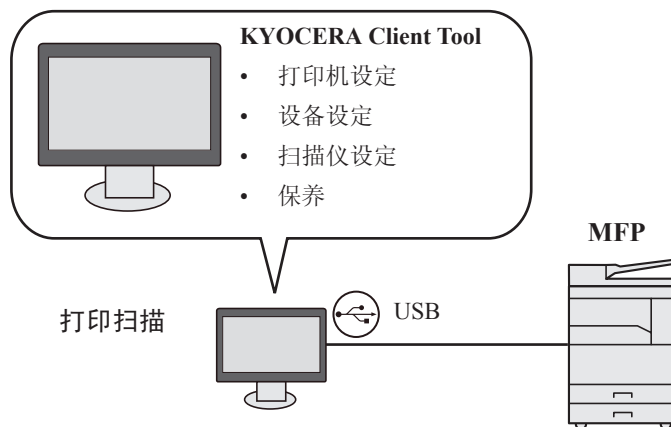 KYOCERA Client Tool
• 打印机设定
• 设备设定
• 扫描仪设定
• 保养
MFP
USB
打印扫描